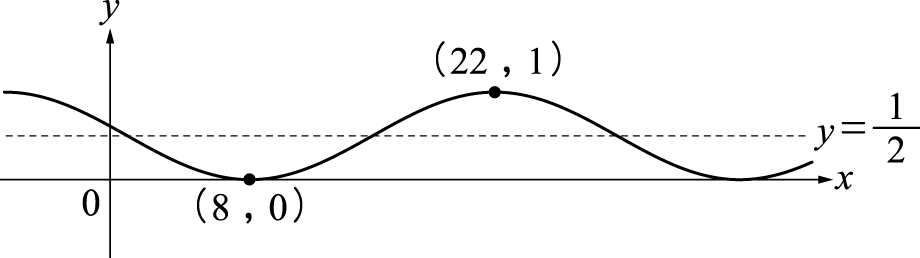 y
(22 , 1)
y = 1/2
x
0
(8 , 0)